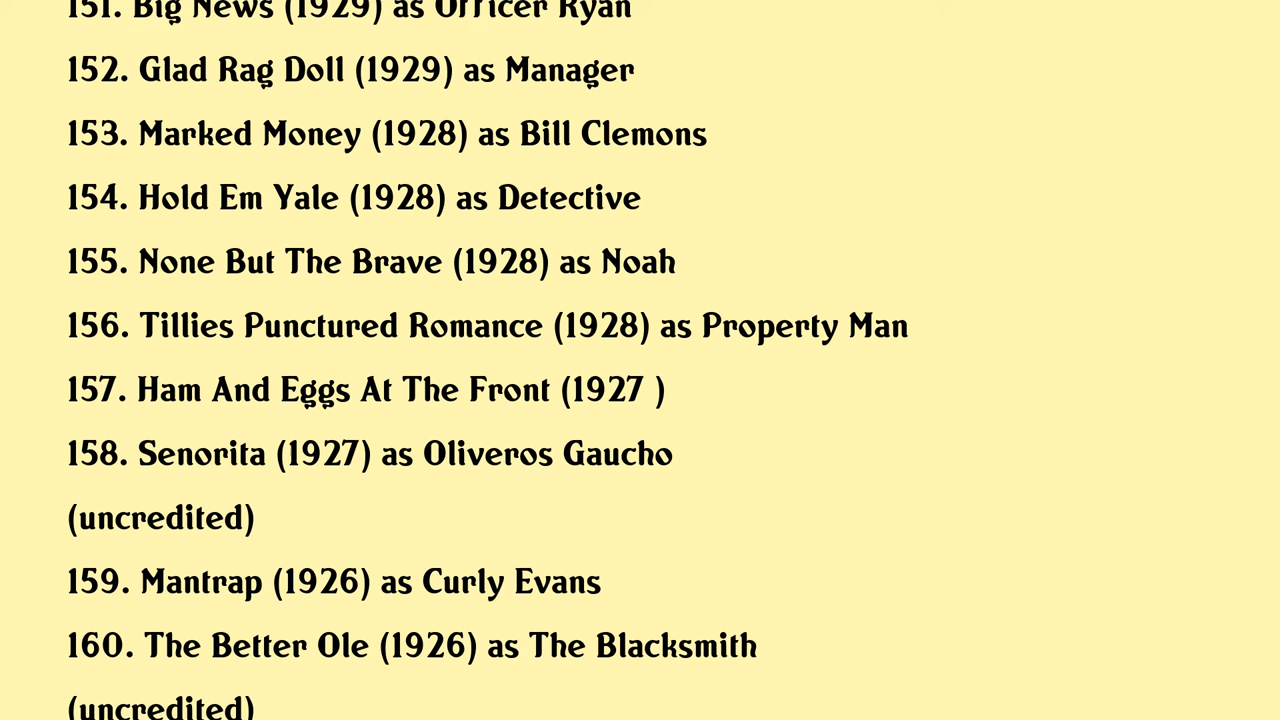 151. Big News (1929) as Officer Ryan
152. Glad Rag Doll (1929) as Manager
153. Marked Money (1928) as Bill Clemons
154. Hold Em Yale (1928) as Detective
155. None But The Brave (1928) as Noah
156. Tillies Punctured Romance (1928) as Property Man
157. Ham And Eggs At The Front (1927 )
158. Senorita (1927) as Oliveros Gaucho
(uncredited)
159. Mantrap (1926) as Curly Evans
160. The Better Ole (1926) as The Blacksmith
(uncredited)